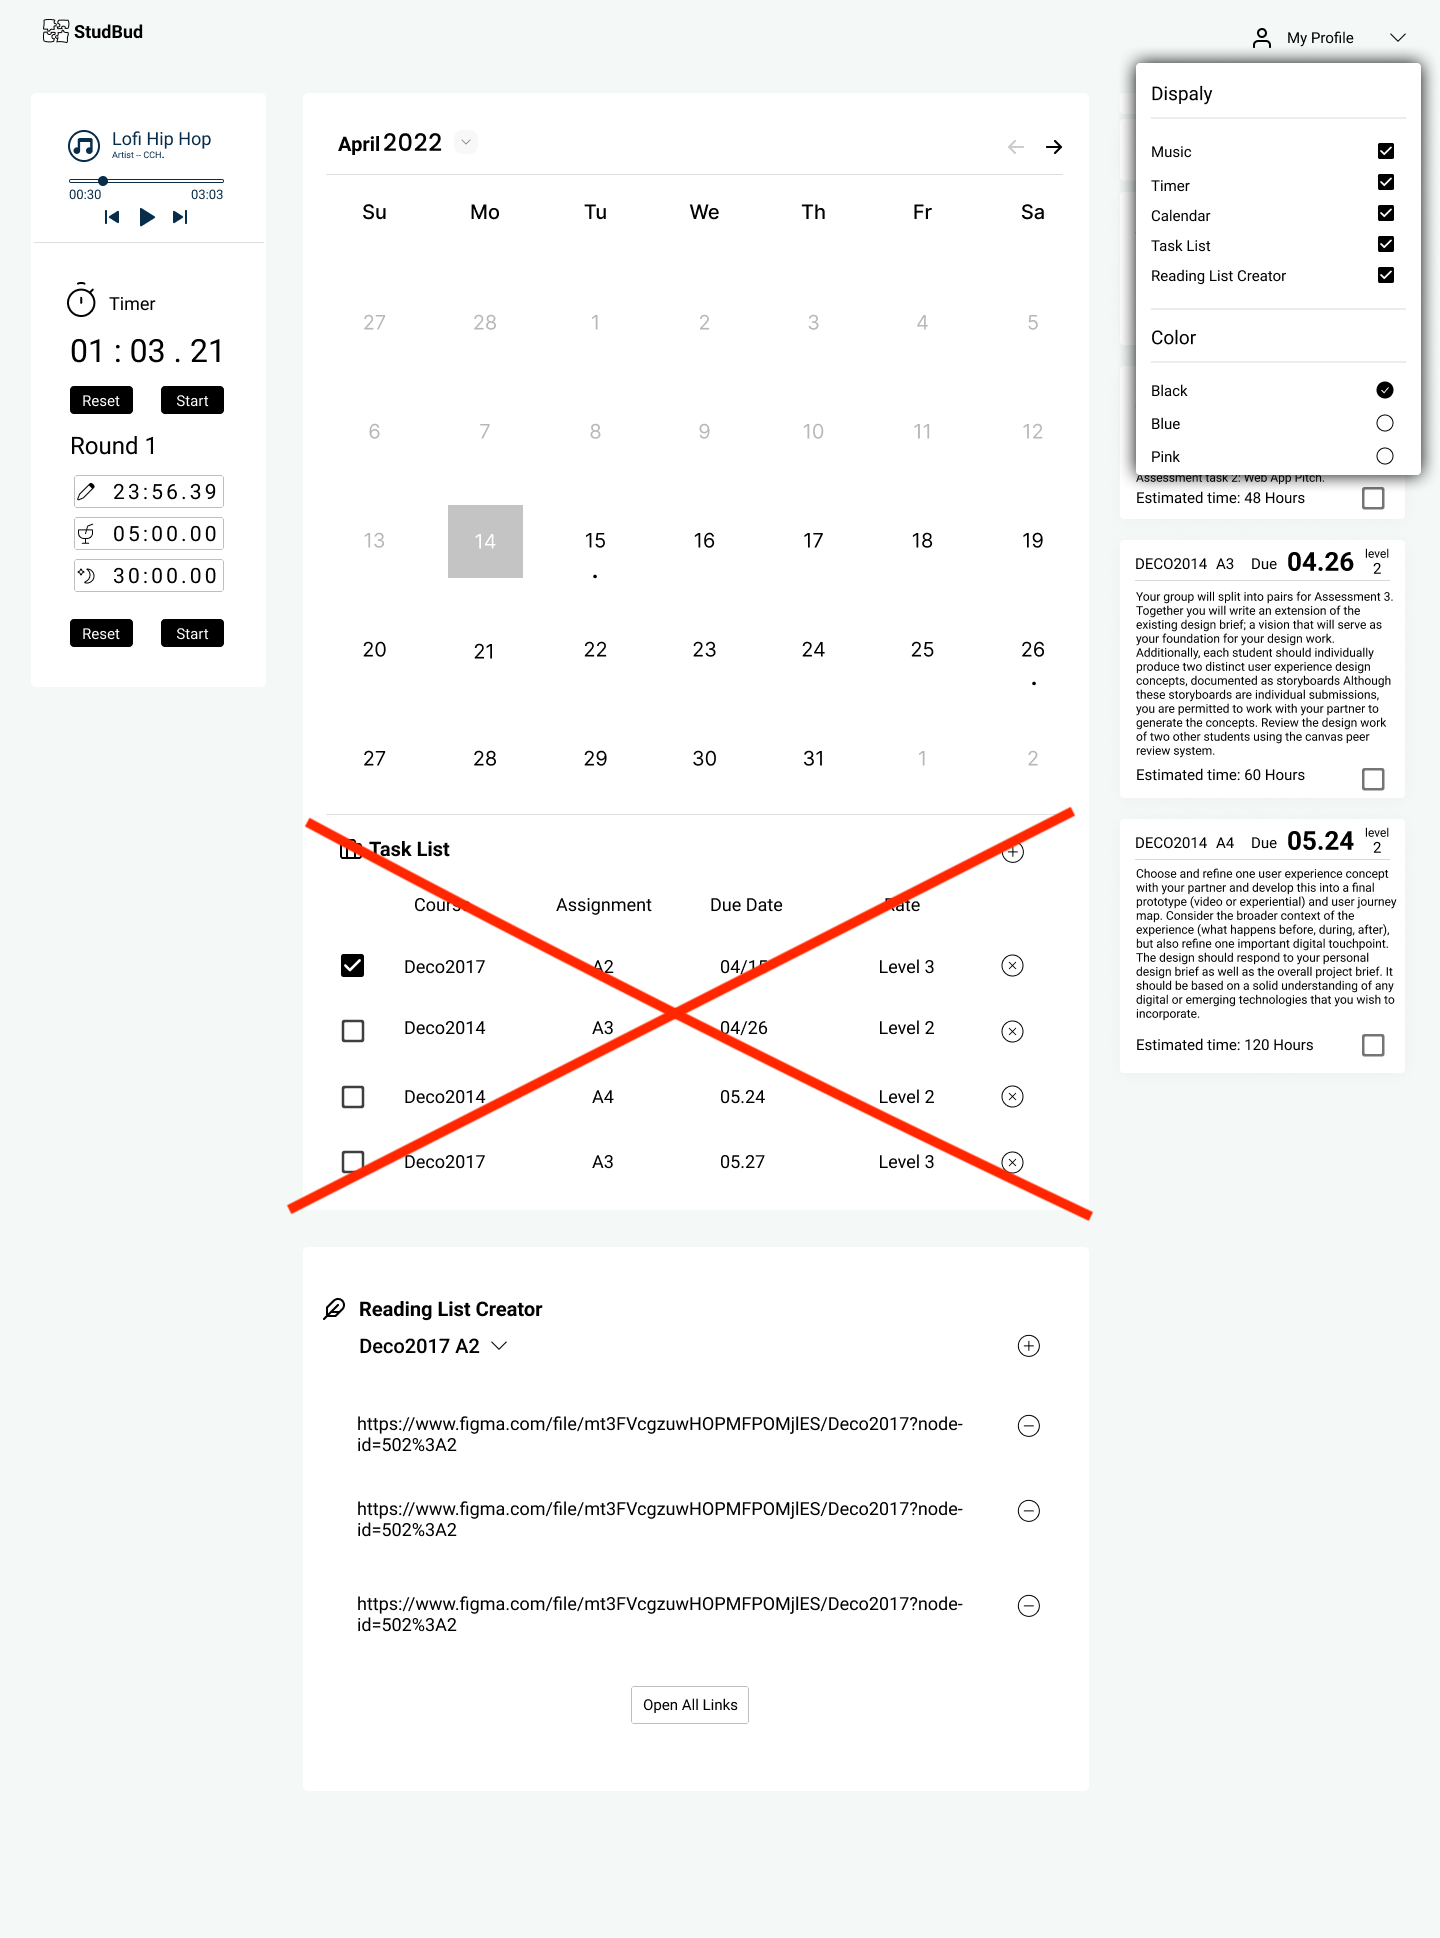 StudBud
My Profile
Lofi Hip Hop
Artist -- CCH.
00:30 03:03
Timer
01 : 03 . 21
Reset Start
Round 1
23:56.39
05:00.00
30:00.00
Reset Start
April 2022
Su Mo Tu We Th Fr Sa
27 28 1 2 3 4 5
6 7 8 9 10 11 12
13 14 15 16 17 18 19
20 21 22 23 24 25 26
27 28 29 30 31 1 2
Task List
Course Assignment Due Date Rate
Deco2017 A2 04/15 Level 3
Deco2014 A3 04/26 Level 2
Deco2014 A4 05.24 Level 2
Deco2017 A3 05.27 Level 3
Reading List Creator
Deco2017 A2
https://www.figma.com/file/mt3FVcgzuwHOPMFPOMjlES/Deco2017?node-
id=502%3A2
https://www.figma.com/file/mt3FVcgzuwHOPMFPOMjlES/Deco2017?node-
id=502%3A2
https://www.figma.com/file/mt3FVcgzuwHOPMFPOMjlES/Deco2017?node-
id=502%3A2
Open All Links
Dispaly
Music
Timer
Calendar
Task List
Reading List Creator
Color
Black
Blue
Pink
Assessment task 2: Web App Pitch.
Estimated time: 48 Hours
DECO2014 A3 Due 04.26 level 2
Your group will split into pairs for Assessment 3.
Together you will write an extension of the
existing design brief; a vision that will serve as
your foundation for your design work.
Additionally, each student should individually
produce two distinct user experience design
concepts, documented as storyboards Although
these storyboards are individual submissions,
you are permitted to work with your partner to
generate the concepts. Review the design work
of two other students using the canvas peer
review system.
Estimated time: 60 Hours
DECO2014 A4 Due 05.24 level 2
Choose and refine one user experience concept
with your partner and develop this into a final
prototype (video or experiential) and user journey
map. Consider the broader context of the
experience (what happens before, during, after),
but also refine one important digital touchpoint.
The design should respond to your personal
design brief as well as the overall project brief. It
should be based on a solid understanding of any
digital or emerging technologies that you wish to
incorporate.
Estimated time: 120 Hours